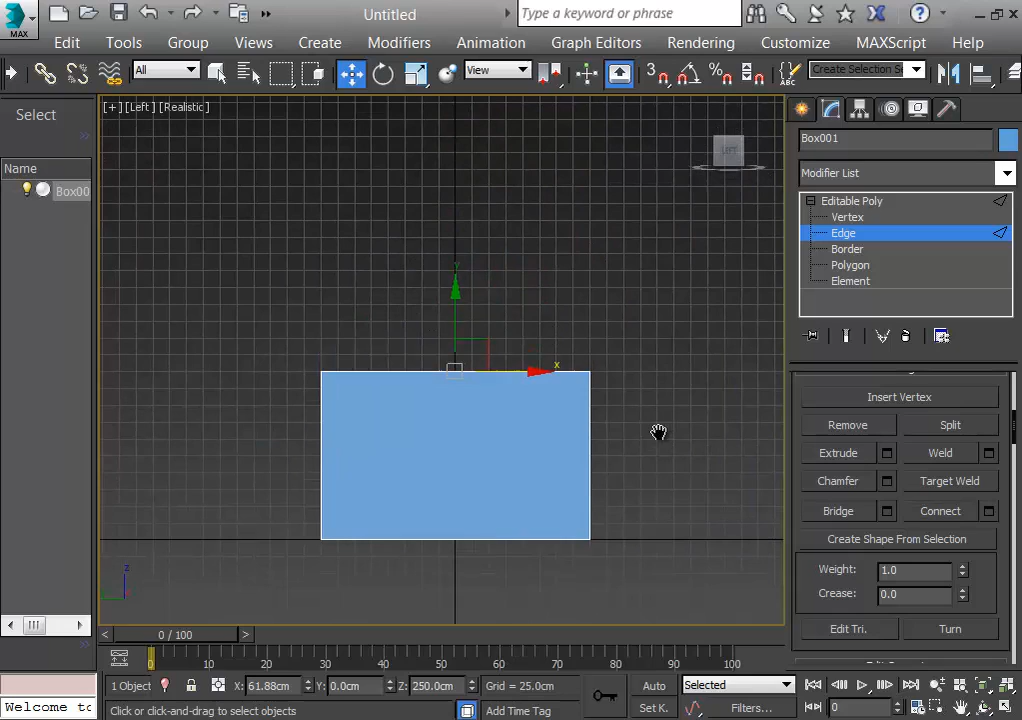 MAX
Untitled
Type a keyword or phrase
Edit Tools Group Views Create Modifiers Animation Graph Editors Rendering Customize MAXScript Help
All
View
3
%
ABC
Create Selection Se
Select
[+] [Left] [Realistic]
LEFT
Name
Box00
Y
x
z
Box001
Modifier List
Editable Poly
Vertex
Edge
Border
Polygon
Element
Insert Vertex
Remove Split
Extrude Weld
Chamfer Target Weld
Bridge Connect
Create Shape From Selection
Weight: 1.0
Crease: 0.0
Edit Tri. Turn
0 / 100
0 10 20 30 40 50 60 70 80 90 100
1 Object X: 61.88cm Y: 0.0cm Z: 250.0cm Grid = 25.0cm Auto Selected
Welcome to Click or click-and-drag to select objects Add Time Tag Set K. Filters... 0